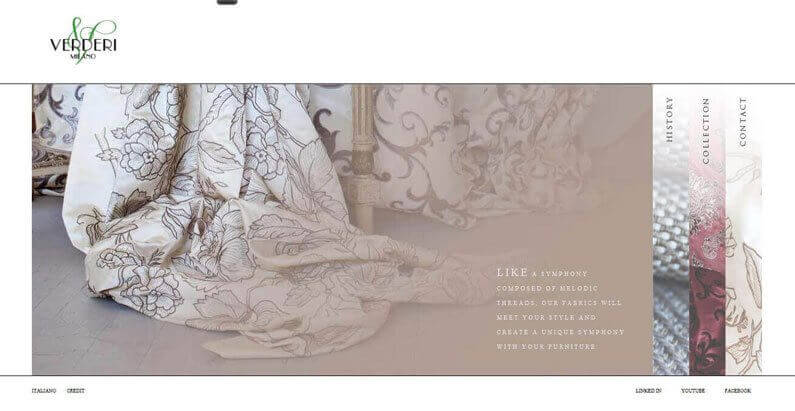 VERDERI
MILANO
HISTORY
COLLECTION
CONTACT
LIKE A SYMPHONY
COMPOSED OF MELODIC
THREADS, OUR FABRICS WILL
MEET YOUR STYLE AND
CREATE A UNIQUE SYMPHONY
WITH YOUR FURNITURE
ITALIANO CREDIT
LINKED IN YOUTUBE FACEBOOK